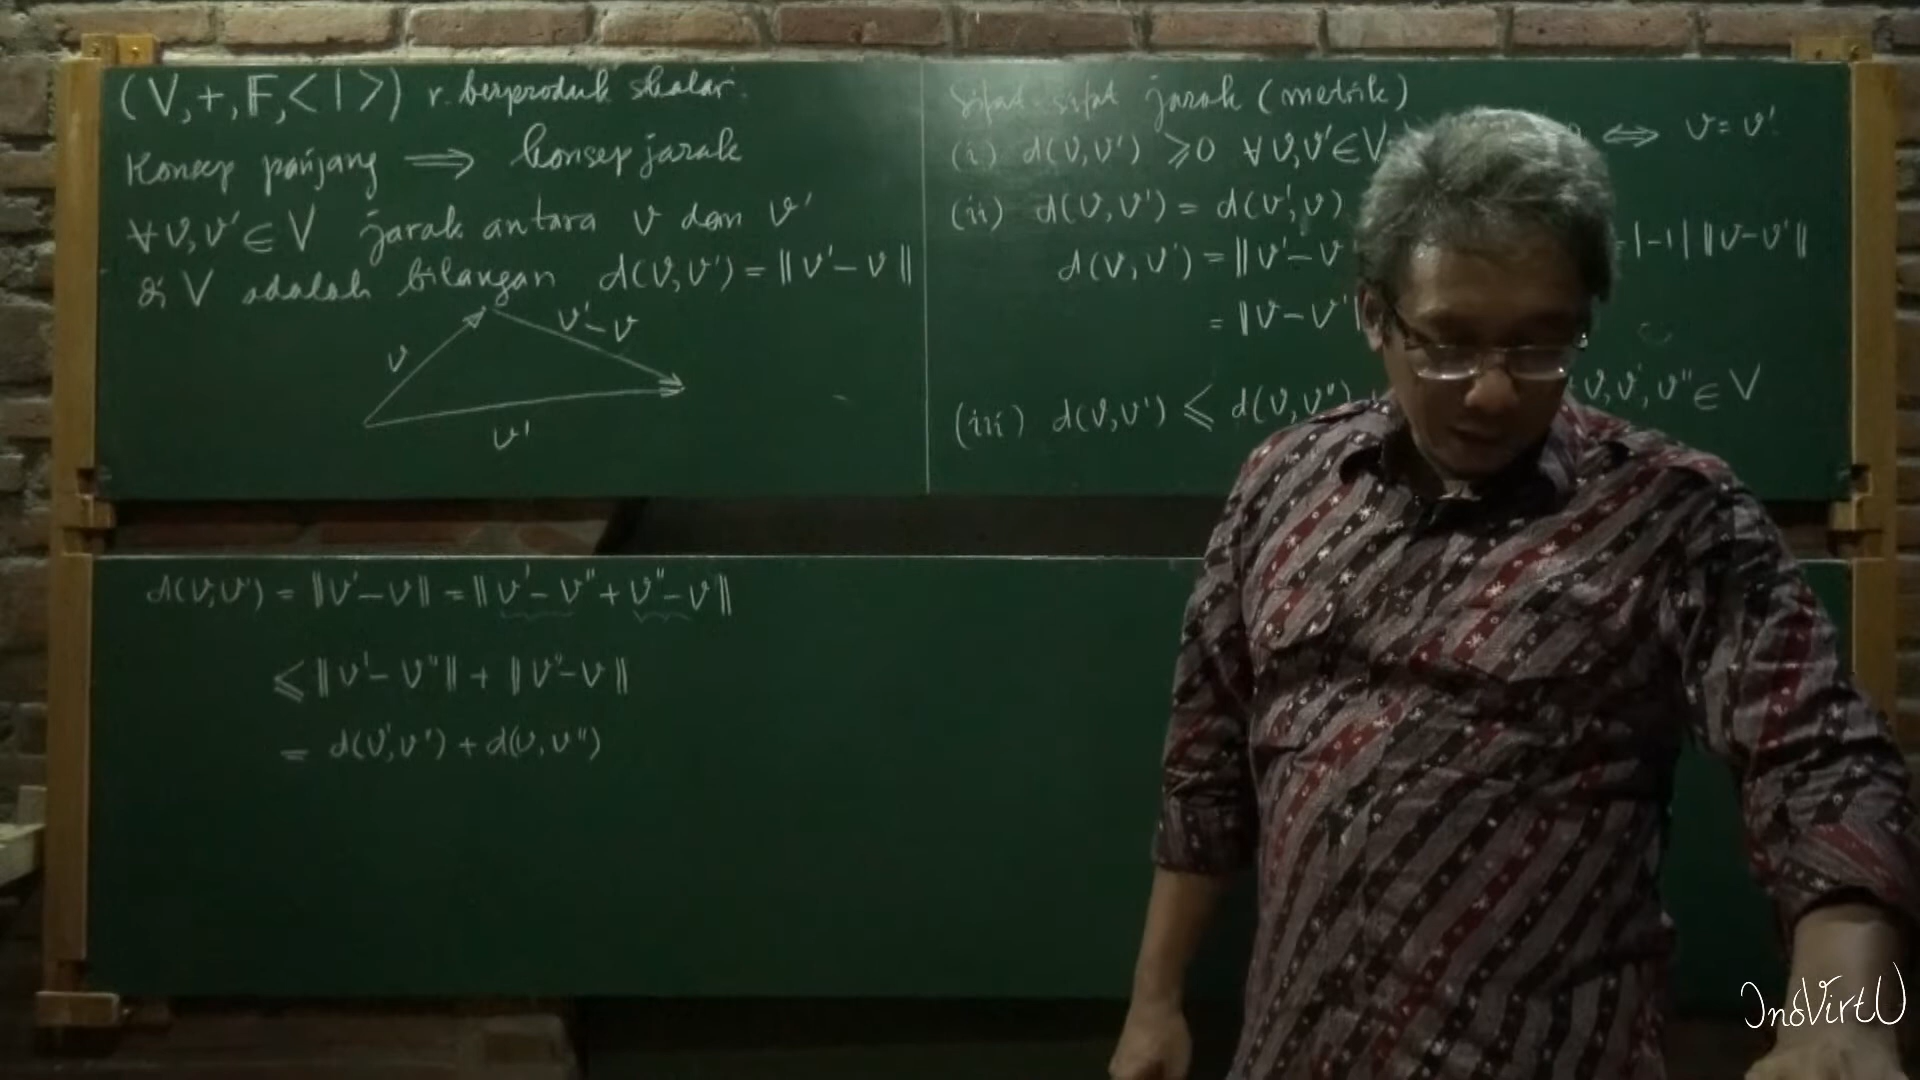 (V,+,F,<|>) r. berproduk skalar.
Konsep panjang ⟹ konsep jarak
∀ v,v' ∈ V jarak antara v dan v'
di V adalah bilangan d(v,v') = ‖v'-v‖
v
v'-v
v'
Sifat-sifat jarak (metrik)
(i) d(v,v') ⩾ 0 ∀ v,v' ∈ V ⟺ v = v'
(ii) d(v,v') = d(v',v)
d(v,v') = ‖v'-v |-1| ‖v-v'‖
= ‖v-v'‖
(iii) d(v,v') ⩽ d(v,v'') v,v',v'' ∈ V
d(v,v') = ‖v'-v‖ = ‖v'-v''+v''-v‖
⩽ ‖v'-v''‖ + ‖v''-v‖
= d(v',v'') + d(v,v'')
InoVirtU